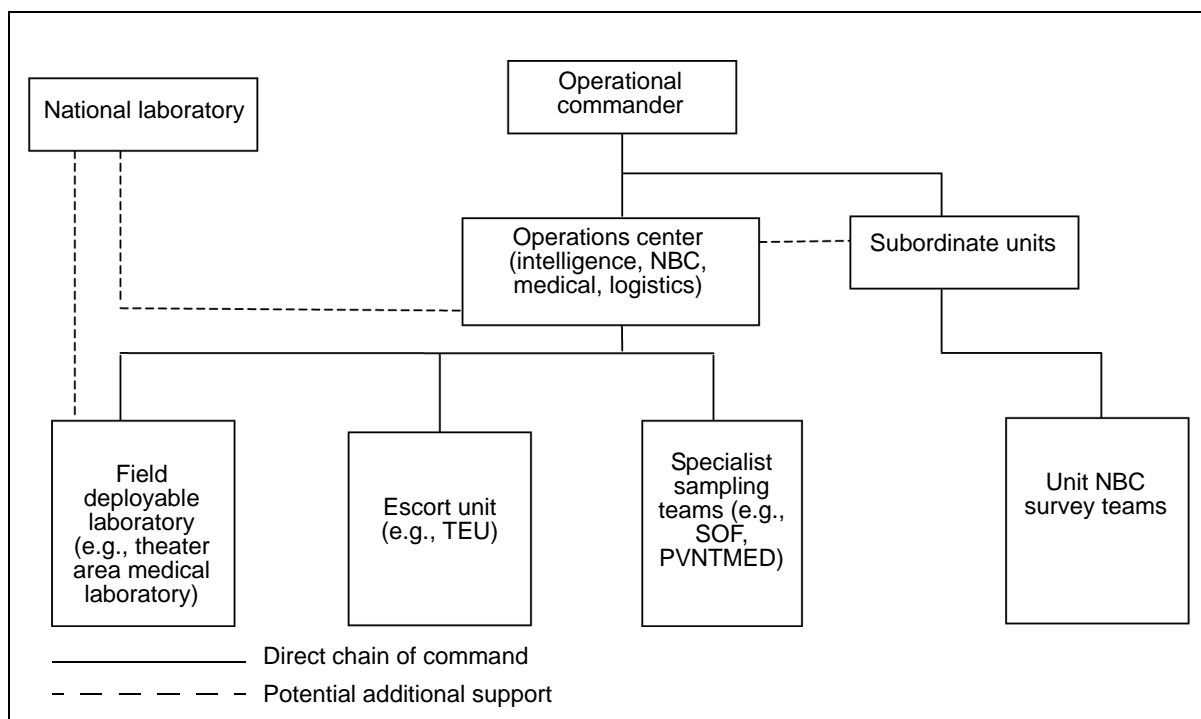 National laboratory
Operational
commander
Operations center
(intelligence, NBC,
medical, logistics)
Subordinate units
Field
deployable
laboratory
(e.g., theater
area medical
laboratory)
Escort unit
(e.g., TEU)
Specialist
sampling
teams (e.g.,
SOF,
PVNTMED)
Unit NBC
survey teams
Direct chain of command
Potential additional support